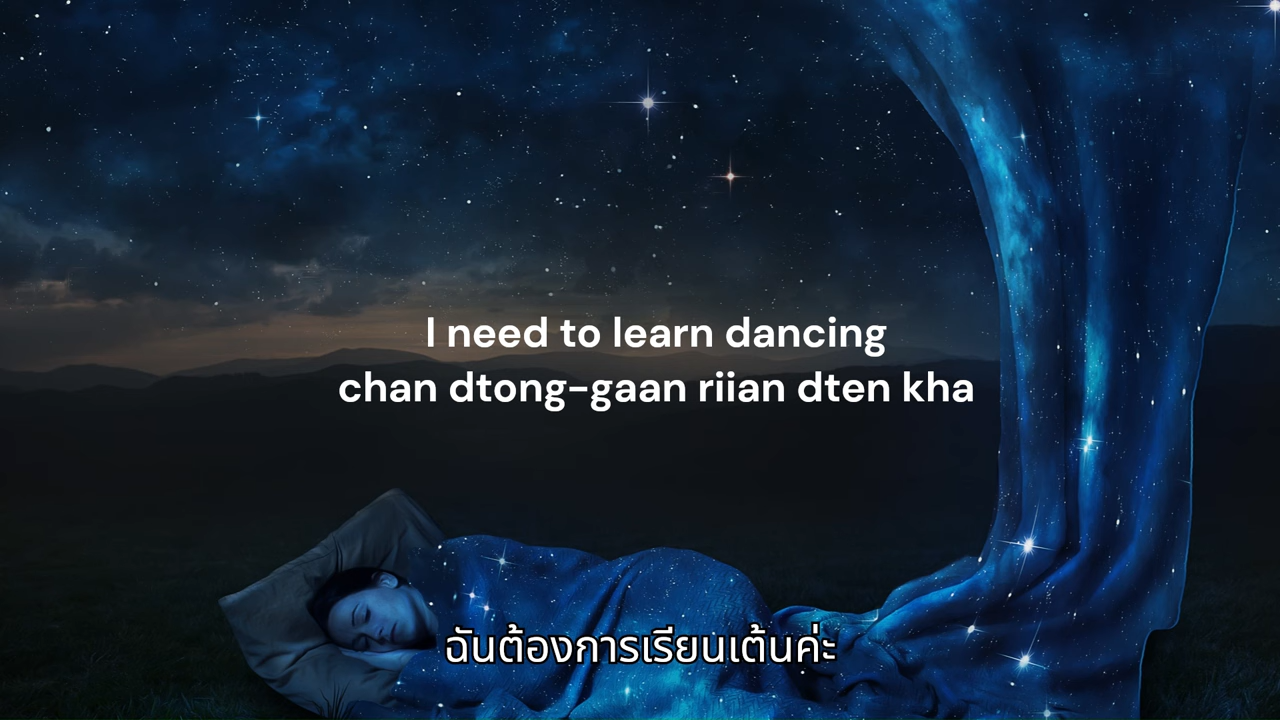 I need to learn dancing
chan dtong-gaan riian dten kha
ฉันต้องการเรียนเต้นค่ะ